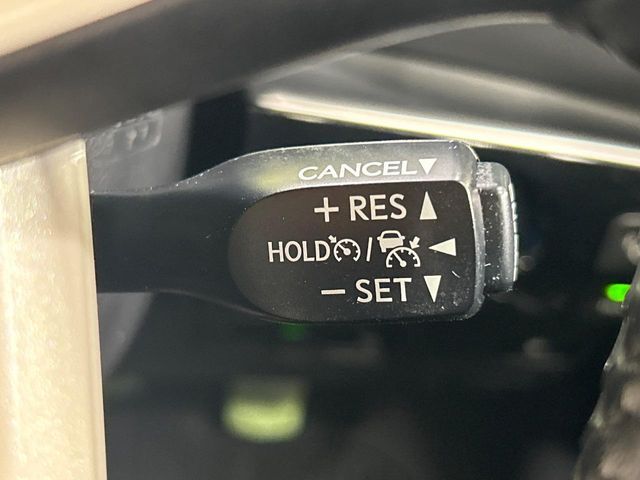 CANCEL▼
+ RES ▲
HOLD / ◀
− SET ▼